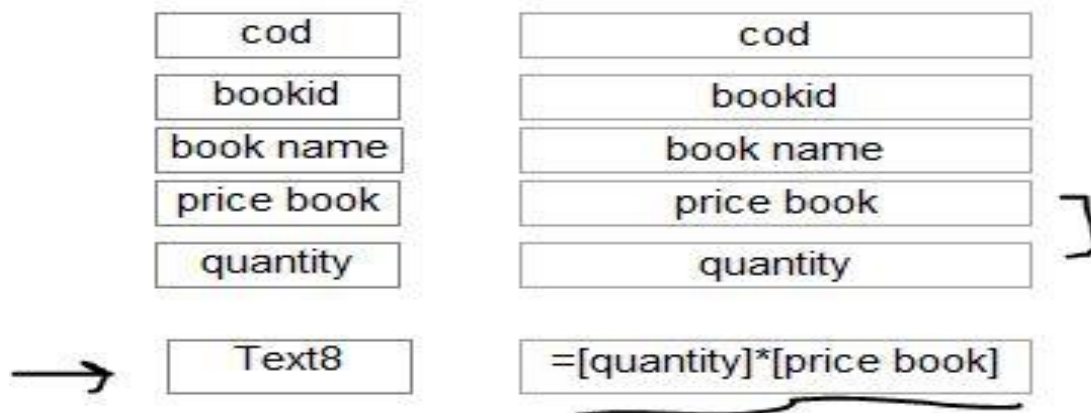 cod cod
bookid bookid
book name book name
price book price book
quantity quantity
Text8 =[quantity]*[price book]